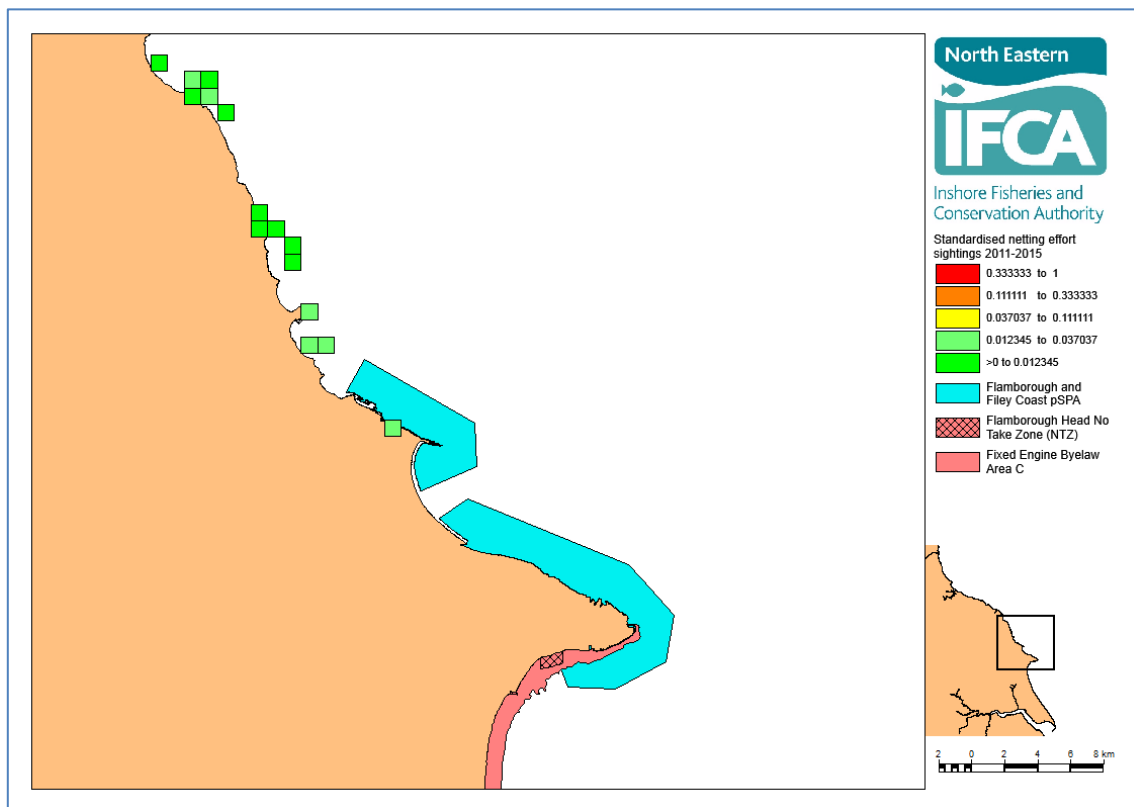 North Eastern
IFCA
Inshore Fisheries and
Conservation Authority
Standardised netting effort
sightings 2011-2015
0.333333 to 1
0.111111 to 0.333333
0.037037 to 0.111111
0.012345 to 0.037037
>0 to 0.012345
Flamborough and
Filey Coast pSPA
Flamborough Head No
Take Zone (NTZ)
Fixed Engine Byelaw
Area C
2 0 2 4 6 8 km